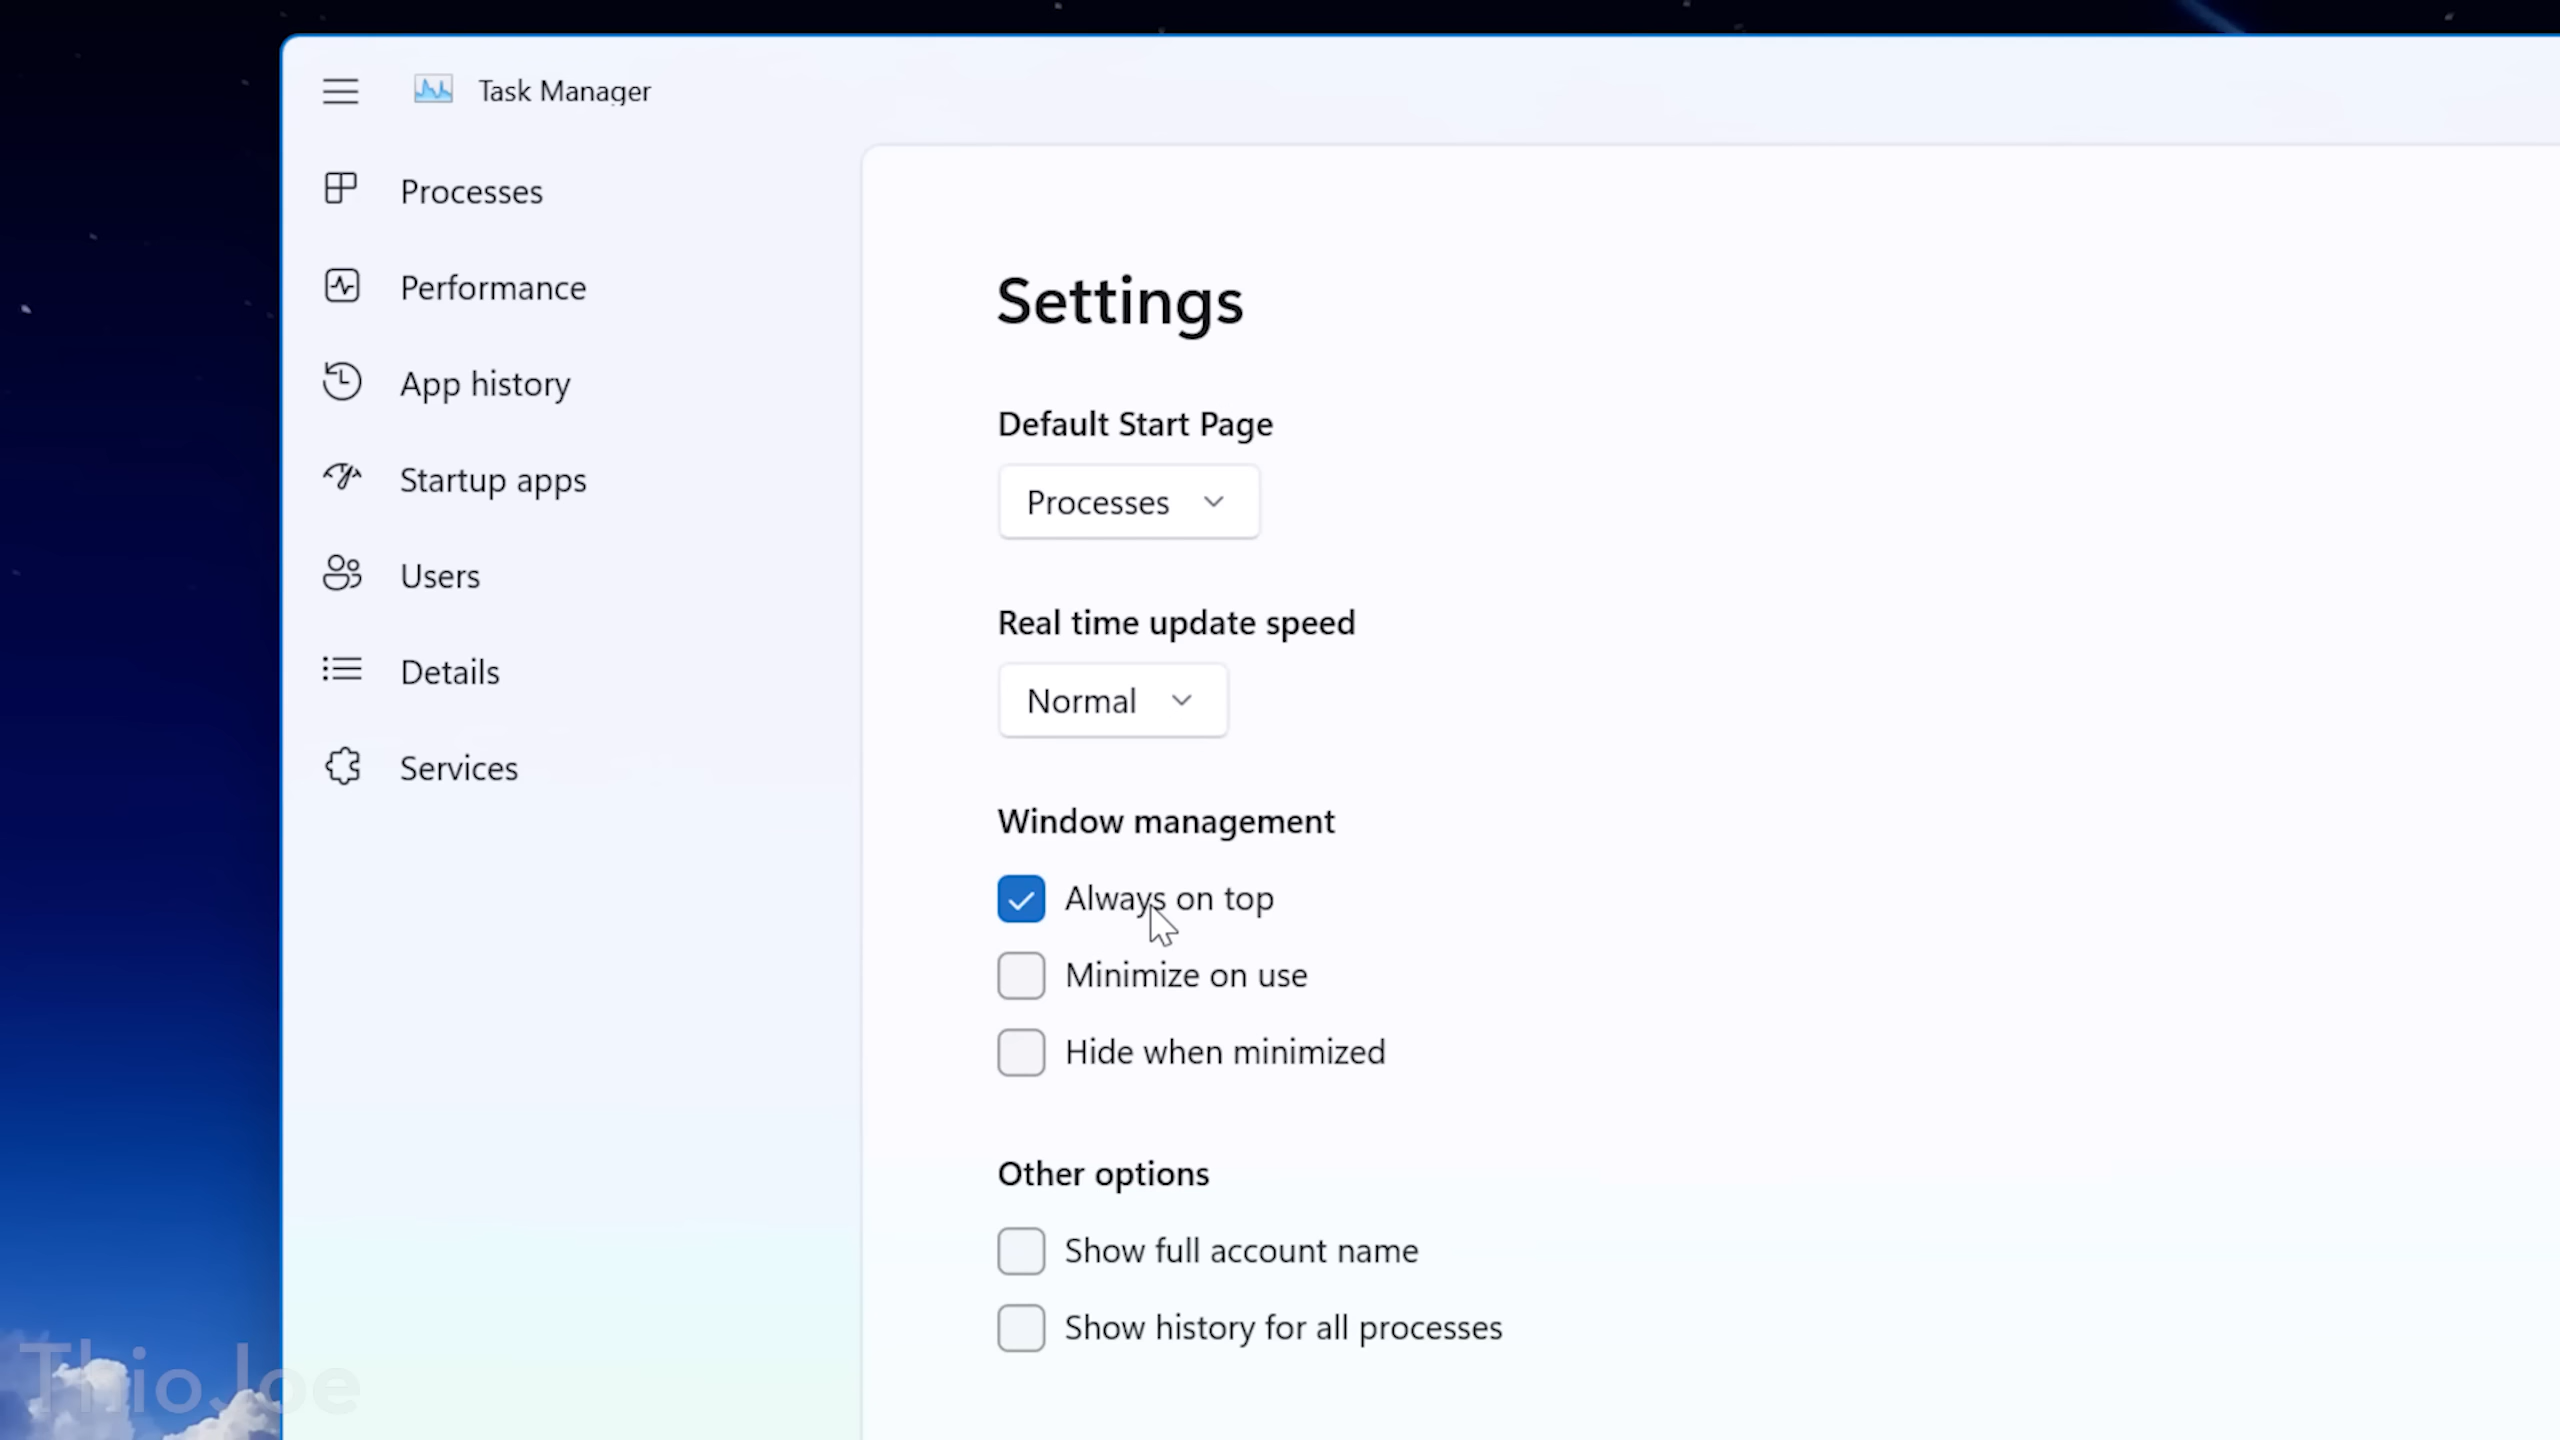 Task Manager
Processes
Performance
App history
Startup apps
Users
Details
Services
Settings
Default Start Page
Processes
Real time update speed
Normal
Window management
Always on top
Minimize on use
Hide when minimized
Other options
Show full account name
Show history for all processes
ThioJoe